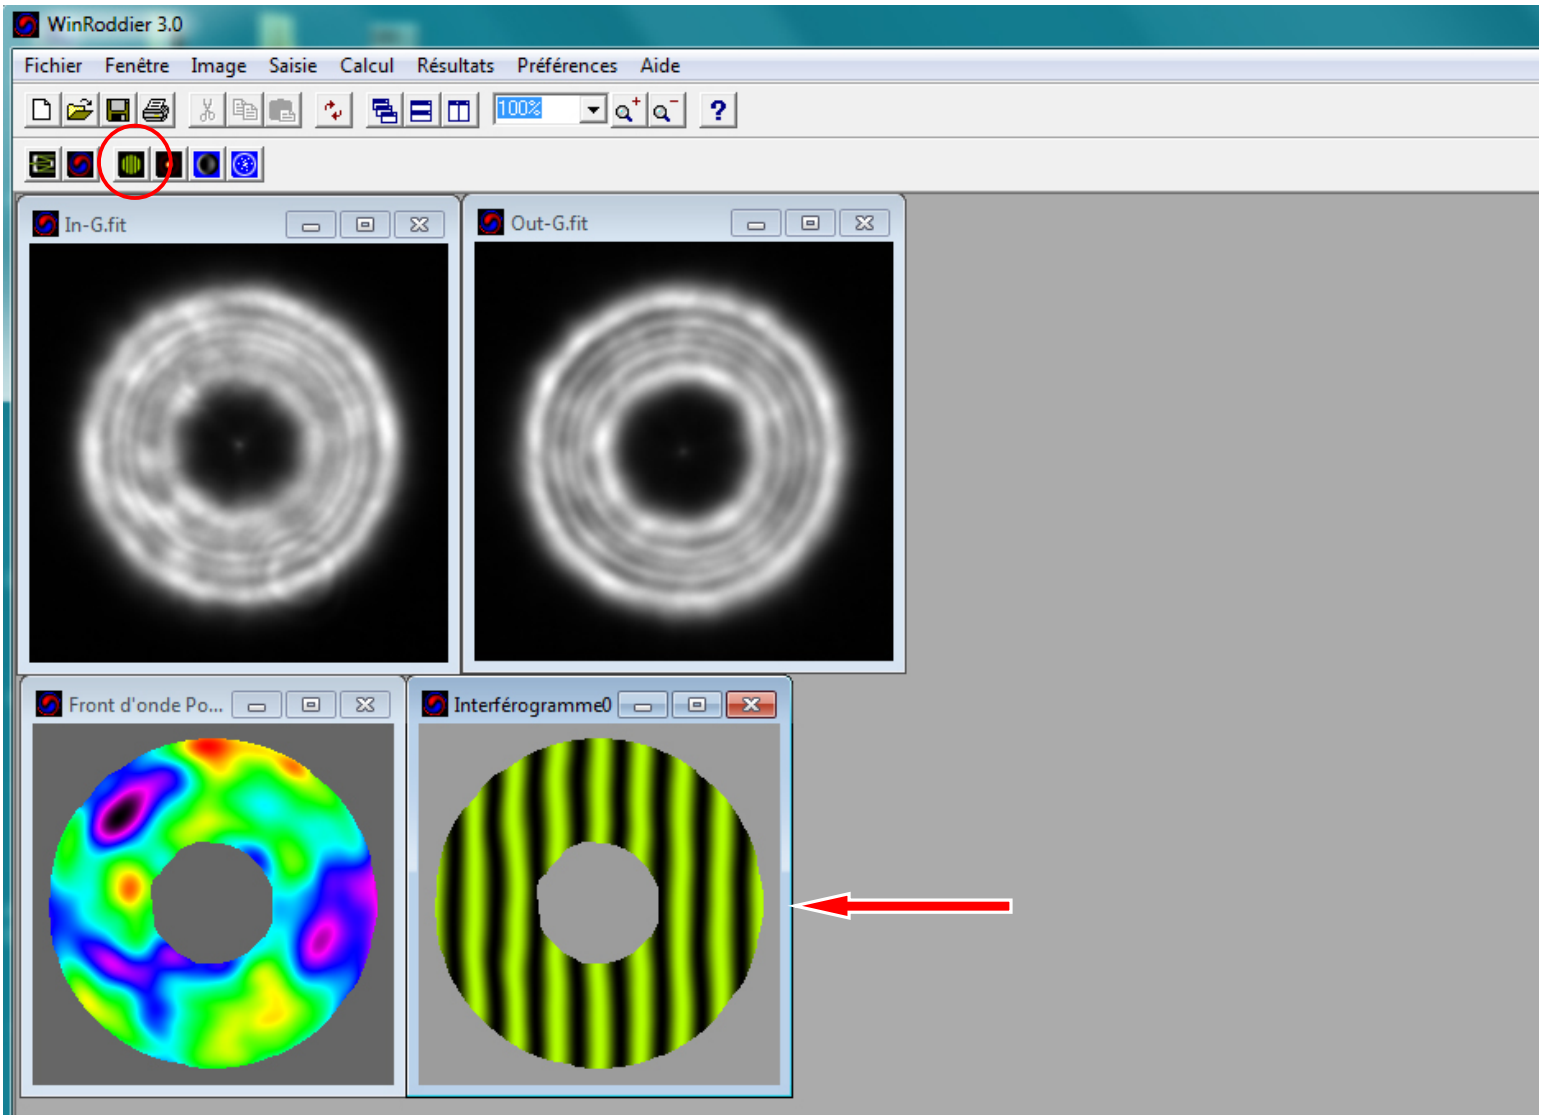 WinRoddier 3.0
Fichier Fenêtre Image Saisie Calcul Résultats Préférences Aide
100%
In-G.fit
Out-G.fit
Front d'onde Po...
Interférogramme0